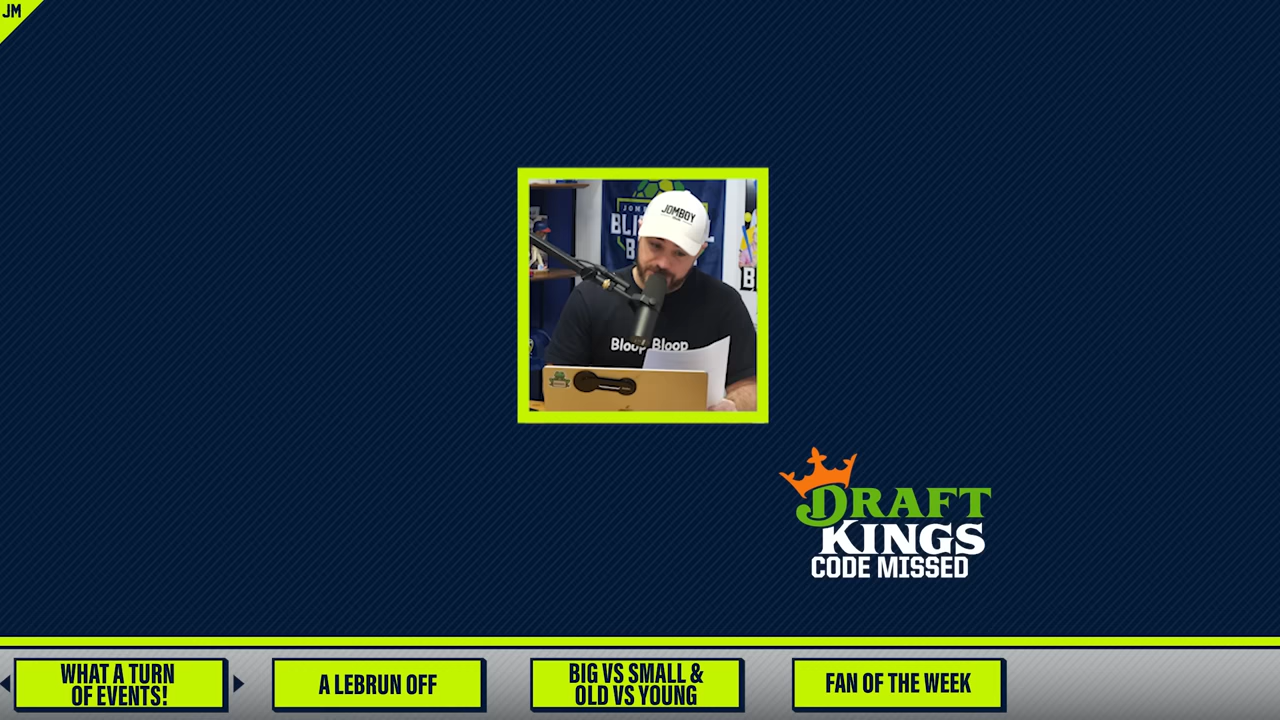 JM
JOMBOY
Bloop Bloop
DRAFT
KINGS
CODE MISSED
WHAT A TURN
OF EVENTS!
A LEBRUN OFF
BIG VS SMALL &
OLD VS YOUNG
FAN OF THE WEEK